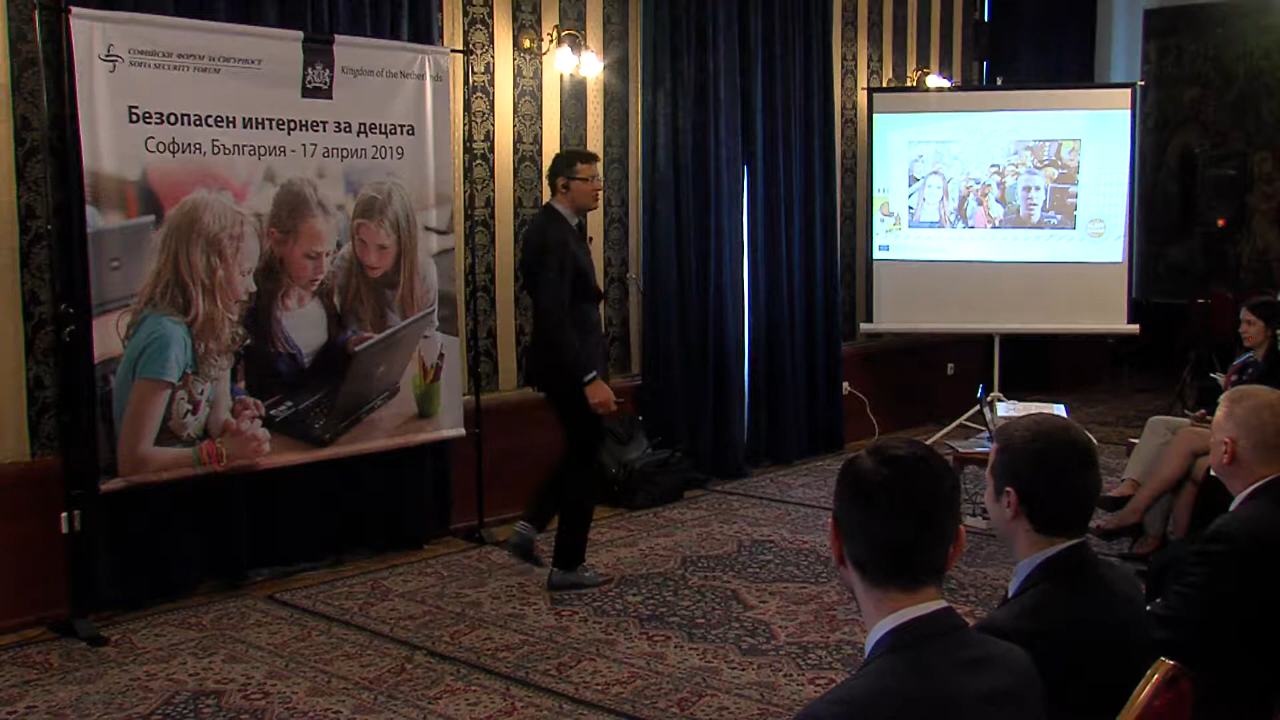 СОФИЙСКИ ФОРУМ ЗА СИГУРНОСТ
SOFIA SECURITY FORUM
Kingdom of the Netherlands
Безопасен интернет за децата
София, България - 17 април 2019